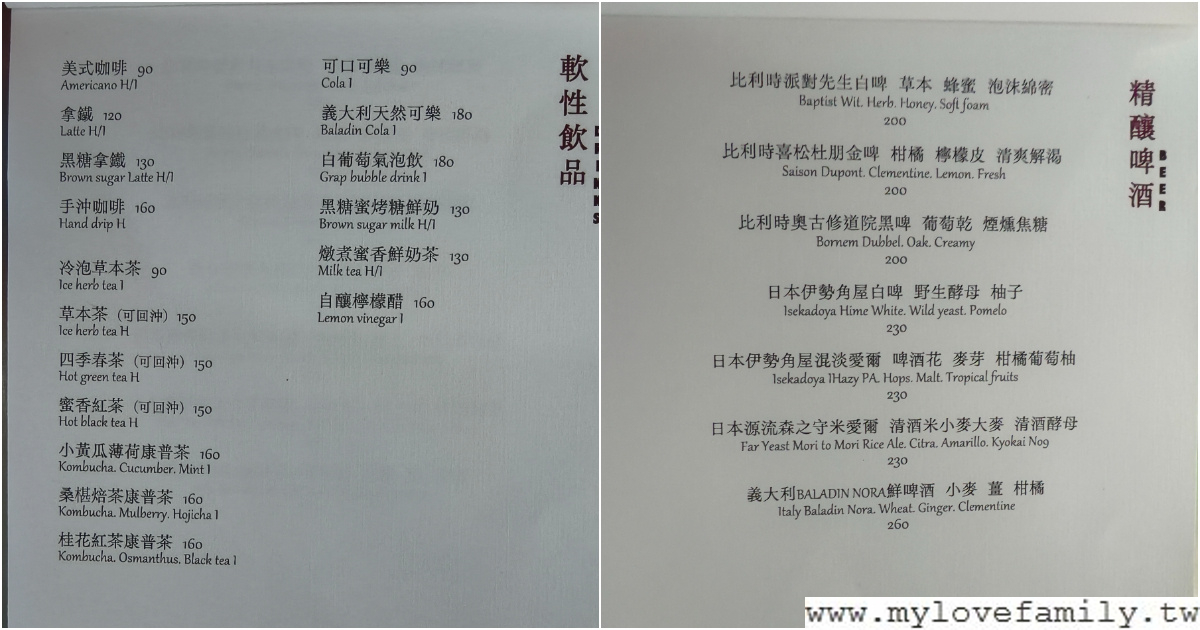 軟性飲品
DRINKS
美式咖啡 90
Americano H/I
拿鐵 120
Latte H/I
黑糖拿鐵 130
Brown sugar Latte H/I
手沖咖啡 160
Hand drip H
冷泡草本茶 90
Ice herb tea I
草本茶（可回沖）150
Ice herb tea H
四季春茶（可回沖）150
Hot green tea H
蜜香紅茶（可回沖）150
Hot black tea H
小黃瓜薄荷康普茶 160
Kombucha. Cucumber. Mint I
桑椹焙茶康普茶 160
Kombucha. Mulberry. Hojicha I
桂花紅茶康普茶 160
Kombucha. Osmanthus. Black tea I
可口可樂 90
Cola I
義大利天然可樂 180
Baladin Cola I
白葡萄氣泡飲 180
Grap bubble drink I
黑糖蜜烤糖鮮奶 130
Brown sugar milk H/I
燉煮蜜香鮮奶茶 130
Milk tea H/I
自釀檸檬醋 160
Lemon vinegar I
精釀啤酒
BEER
比利時派對先生白啤 草本 蜂蜜 泡沫綿密
Baptist Wit. Herb. Honey. Soft foam
200
比利時喜松杜朋金啤 柑橘 檸檬皮 清爽解渴
Saison Dupont. Clementine. Lemon. Fresh
200
比利時奧古修道院黑啤 葡萄乾 煙燻焦糖
Bornem Dubbel. Oak. Creamy
200
日本伊勢角屋白啤 野生酵母 柚子
Isekadoya Hime White. Wild yeast. Pomelo
230
日本伊勢角屋混淡愛爾 啤酒花 麥芽 柑橘葡萄柚
Isekadoya IHazy PA. Hops. Malt. Tropical fruits
230
日本源流森之守米愛爾 清酒米小麥大麥 清酒酵母
Far Yeast Mori to Mori Rice Ale. Citra. Amarillo. Kyokai No9
230
義大利BALADIN NORA鮮啤酒 小麥 薑 柑橘
Italy Baladin Nora. Wheat. Ginger. Clementine
260
www.mylovefamily.tw